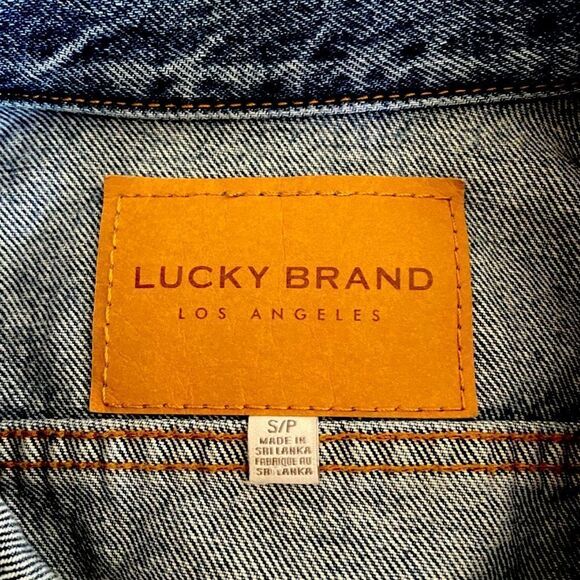 LUCKY BRAND
LOS ANGELES
S/P
MADE IN
SRI LANKA
FABRIQUE AU
SRI LANKA